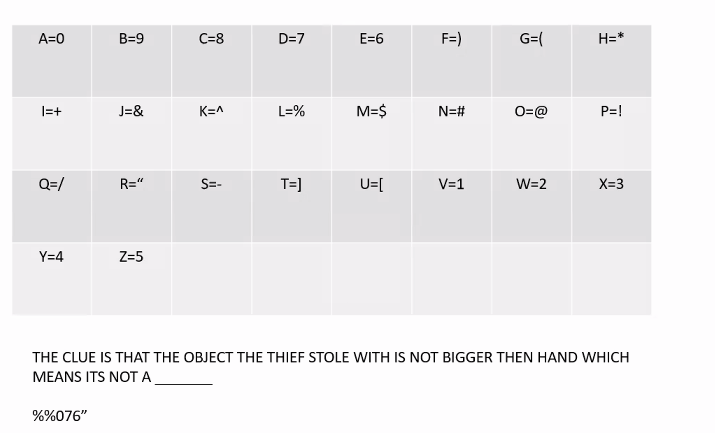 A=0 B=9 C=8 D=7 E=6 F=) G=( H=*
I=+ J=& K=^ L=% M=$ N=# O=@ P=!
Q=/ R=“ S=- T=] U=[ V=1 W=2 X=3
Y=4 Z=5
THE CLUE IS THAT THE OBJECT THE THIEF STOLE WITH IS NOT BIGGER THEN HAND WHICH
MEANS ITS NOT A _______
%%076”